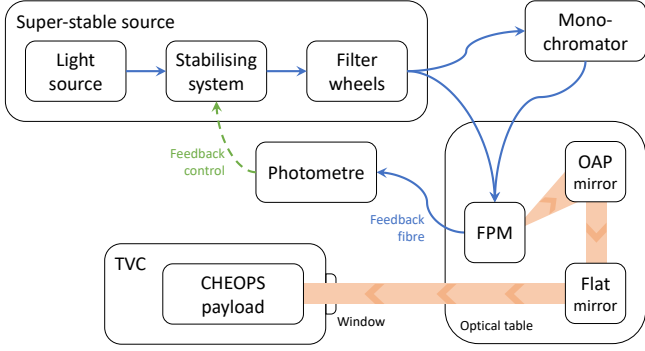 Super-stable source
Light
source
Stabilising
system
Filter
wheels
Mono-
chromator
Feedback
control
Photometre
Feedback
fibre
OAP
mirror
FPM
TVC
CHEOPS
payload
Window
Flat
mirror
Optical table